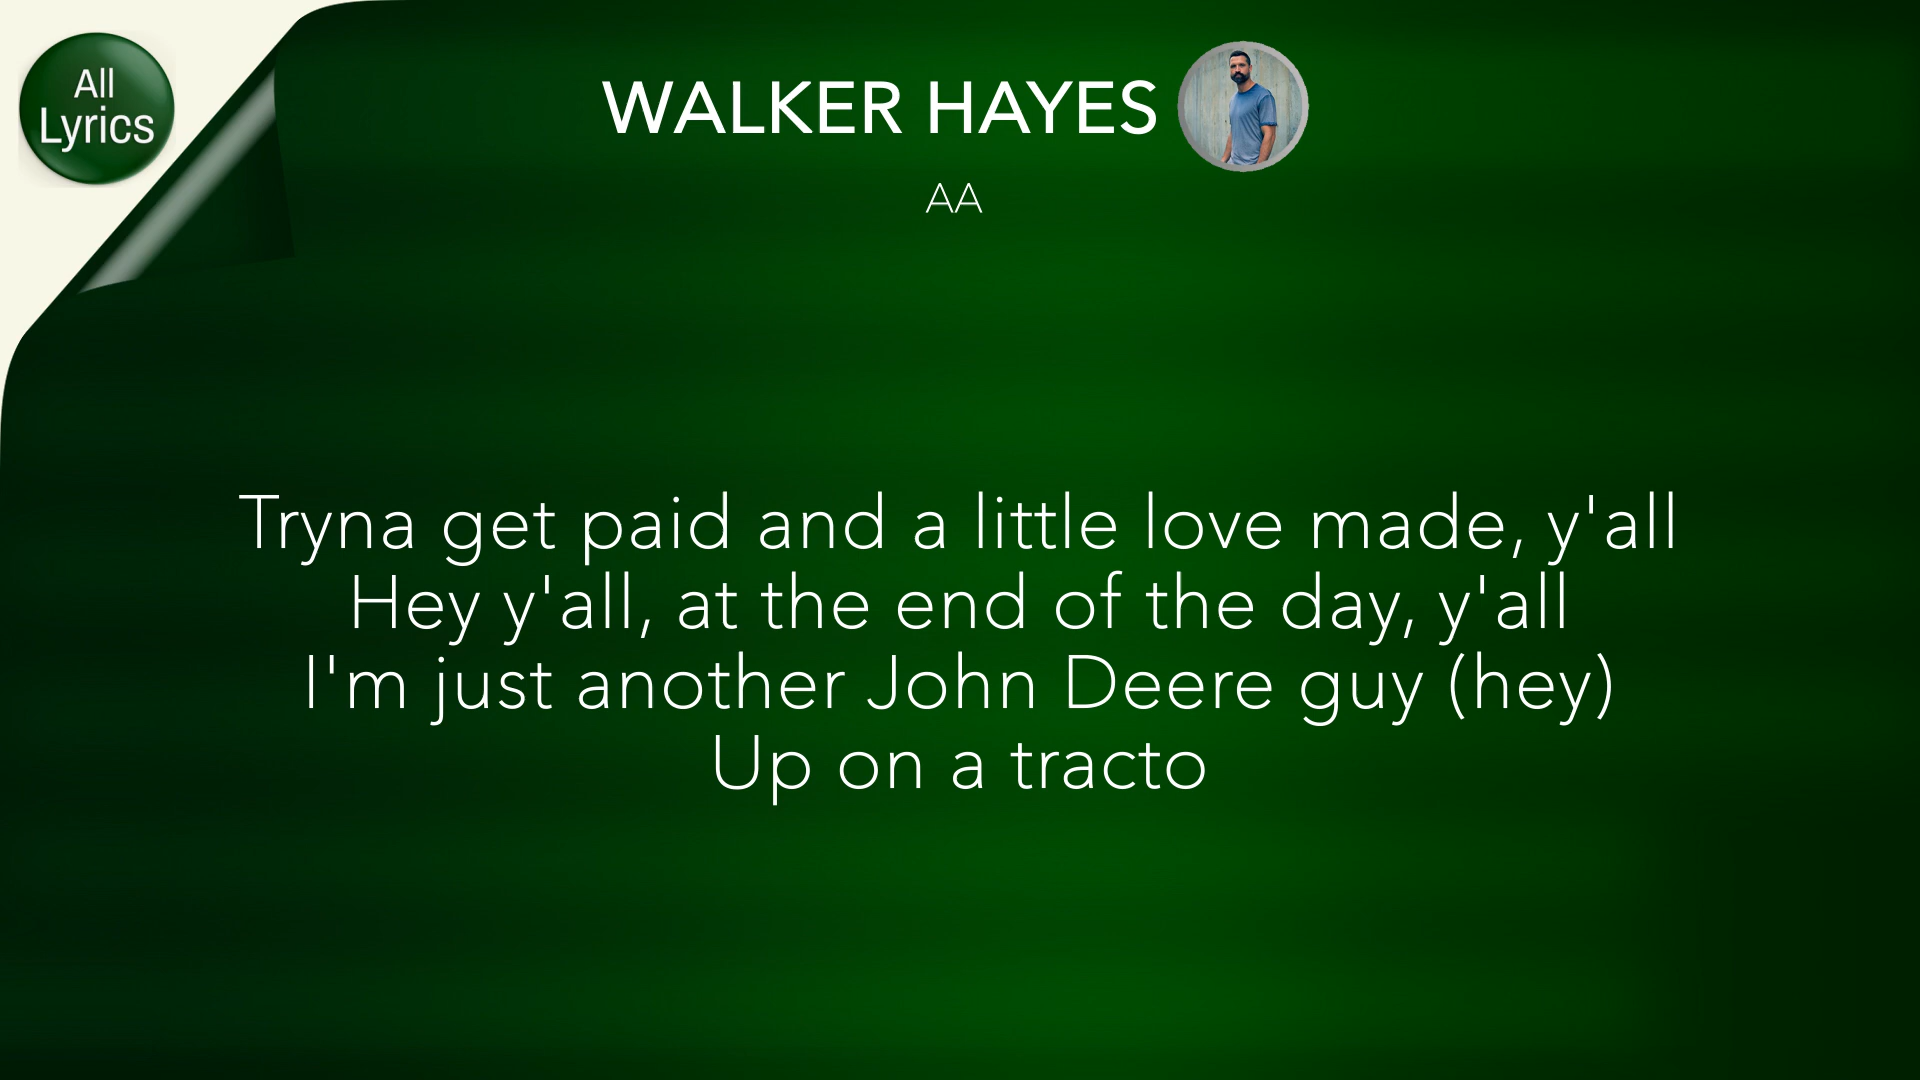 All
Lyrics
WALKER HAYES
AA
Tryna get paid and a little love made, y'all
Hey y'all, at the end of the day, y'all
I'm just another John Deere guy (hey)
Up on a tracto